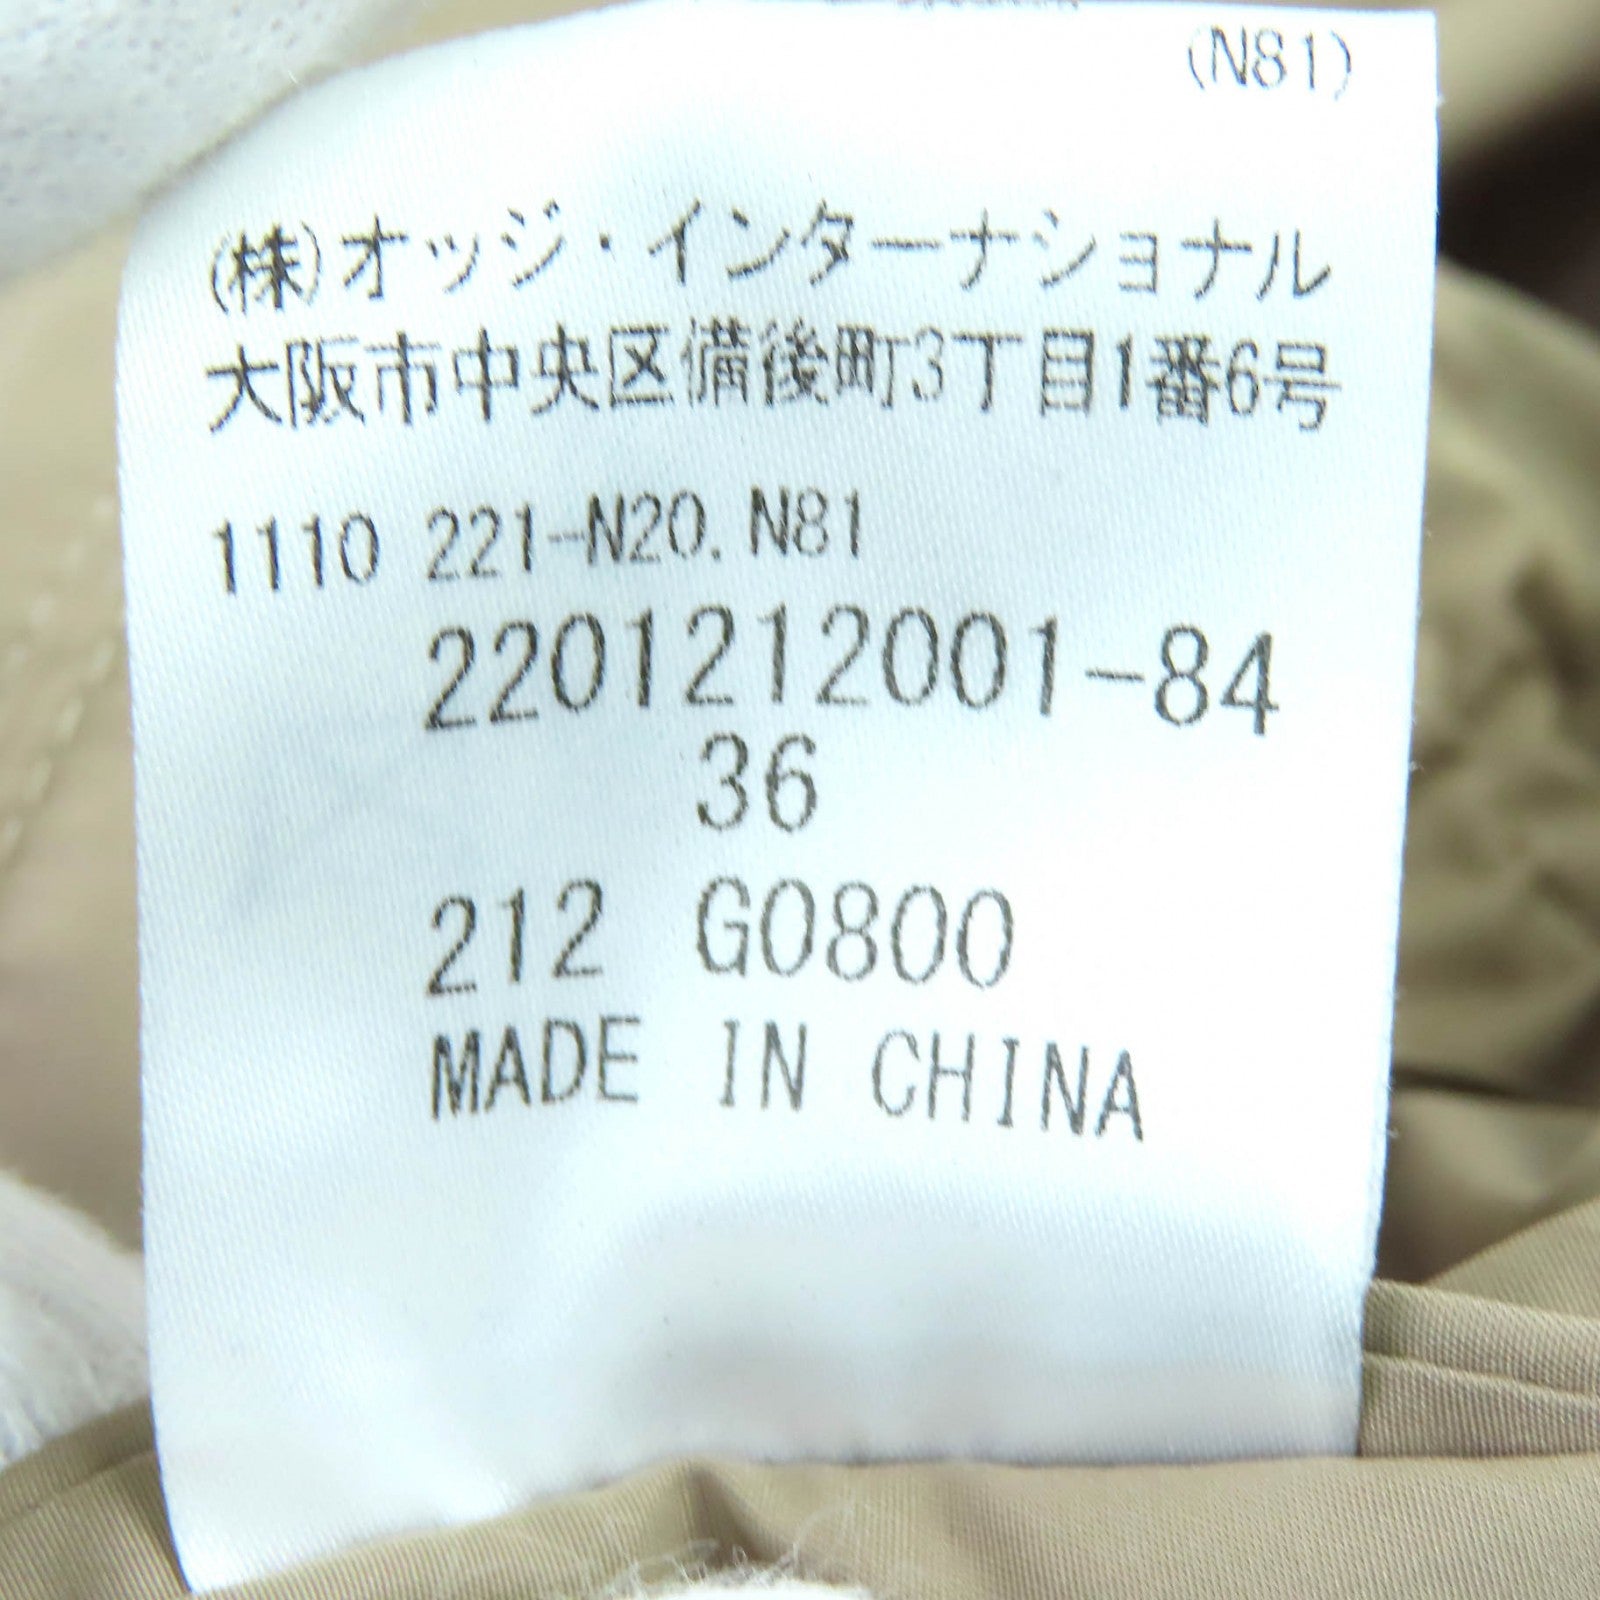 (N81)
(株)オッジ・インターナショナル
大阪市中央区備後町3丁目1番6号
1110 221-N20.N81
2201212001-84
36
212 G0800
MADE IN CHINA